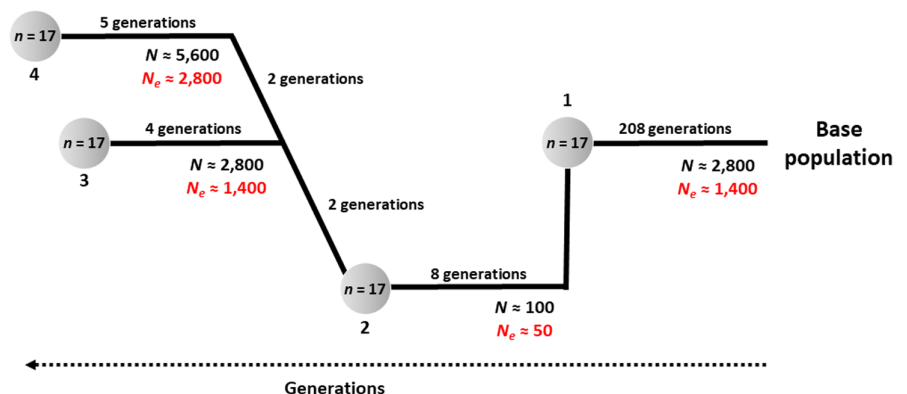 5 generations
n = 17
N ≈ 5,600
4
Nₑ ≈ 2,800
2 generations
1
4 generations
208 generations
Base
population
n = 17
n = 17
N ≈ 2,800
N ≈ 2,800
3
Nₑ ≈ 1,400
Nₑ ≈ 1,400
2 generations
8 generations
n = 17
N ≈ 100
2
Nₑ ≈ 50
Generations